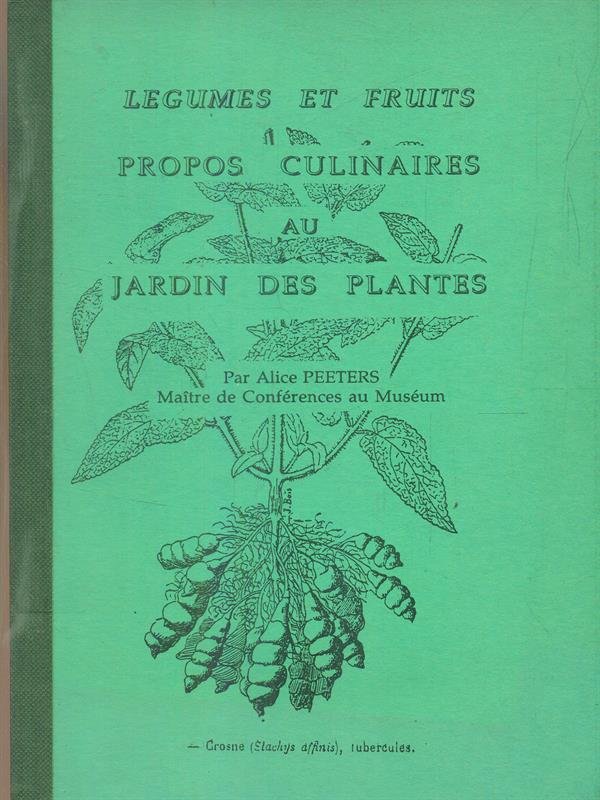 LEGUMES ET FRUITS
PROPOS CULINAIRES
AU
JARDIN DES PLANTES
Par Alice PEETERS
Maître de Conférences au Muséum
J. Bois
— Crosne (Stachys affinis), tubercules.